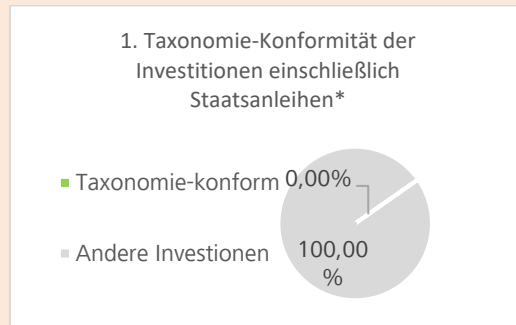 1. Taxonomie-Konformität der
Investitionen einschließlich
Staatsanleihen*
Taxonomie-konform 0,00%
Andere Investionen 100,00
%